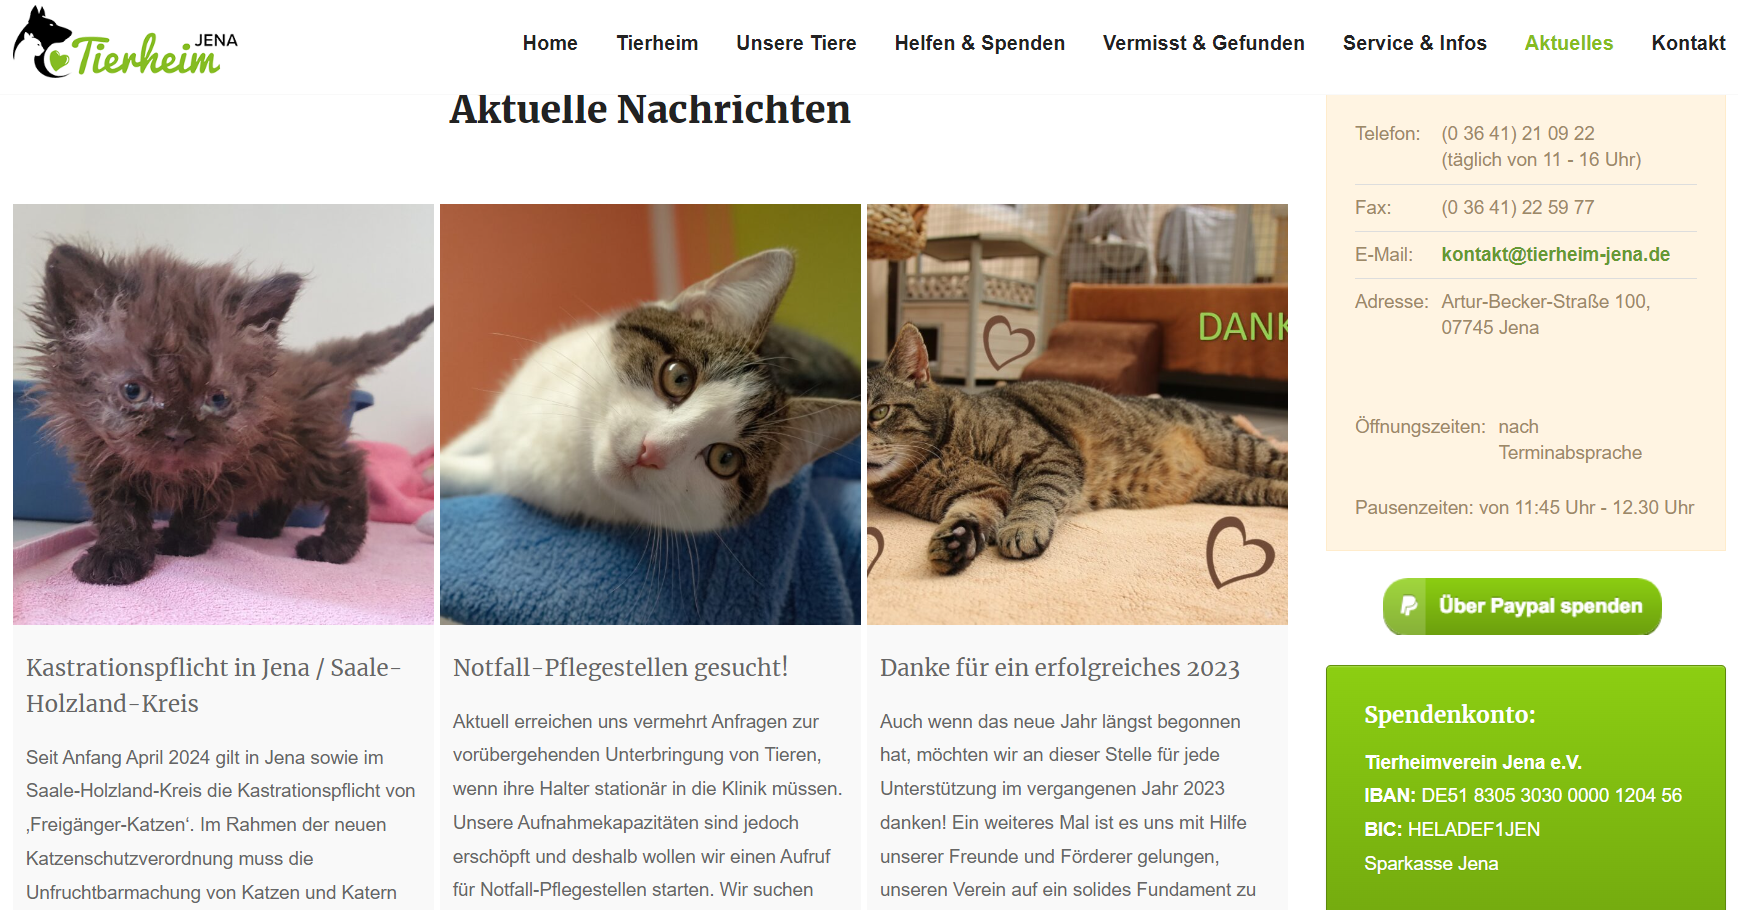 Tierheim JENA
Home Tierheim Unsere Tiere Helfen & Spenden Vermisst & Gefunden Service & Infos Aktuelles Kontakt
Aktuelle Nachrichten
DANK
Kastrationspflicht in Jena / Saale-
Holzland-Kreis
Seit Anfang April 2024 gilt in Jena sowie im
Saale-Holzland-Kreis die Kastrationspflicht von
‚Freigänger-Katzen‘. Im Rahmen der neuen
Katzenschutzverordnung muss die
Unfruchtbarmachung von Katzen und Katern
Notfall-Pflegestellen gesucht!
Aktuell erreichen uns vermehrt Anfragen zur
vorübergehenden Unterbringung von Tieren,
wenn ihre Halter stationär in die Klinik müssen.
Unsere Aufnahmekapazitäten sind jedoch
erschöpft und deshalb wollen wir einen Aufruf
für Notfall-Pflegestellen starten. Wir suchen
Danke für ein erfolgreiches 2023
Auch wenn das neue Jahr längst begonnen
hat, möchten wir an dieser Stelle für jede
Unterstützung im vergangenen Jahr 2023
danken! Ein weiteres Mal ist es uns mit Hilfe
unserer Freunde und Förderer gelungen,
unseren Verein auf ein solides Fundament zu
Telefon: (0 36 41) 21 09 22
(täglich von 11 - 16 Uhr)
Fax: (0 36 41) 22 59 77
E-Mail: kontakt@tierheim-jena.de
Adresse: Artur-Becker-Straße 100,
07745 Jena
Öffnungszeiten: nach
Terminabsprache
Pausenzeiten: von 11:45 Uhr - 12.30 Uhr
Über Paypal spenden
Spendenkonto:
Tierheimverein Jena e.V.
IBAN: DE51 8305 3030 0000 1204 56
BIC: HELADEF1JEN
Sparkasse Jena